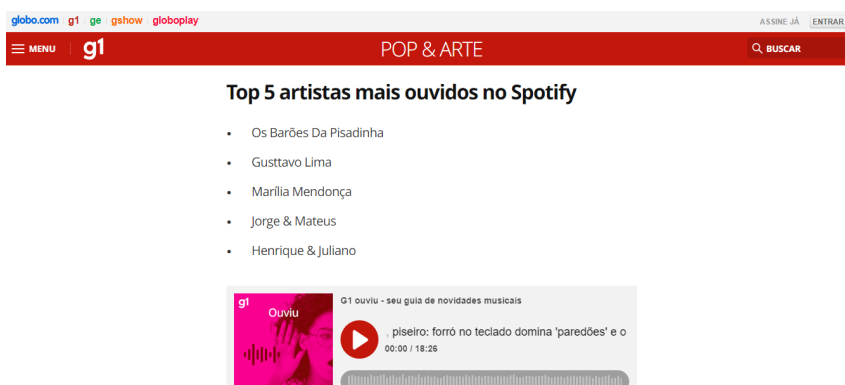 globo.com g1 ge gshow globoplay ASSINE JÁ ENTRAR
MENU g1 POP & ARTE BUSCAR
Top 5 artistas mais ouvidos no Spotify
• Os Barões Da Pisadinha
• Gusttavo Lima
• Marília Mendonça
• Jorge & Mateus
• Henrique & Juliano
g1 Ouviu
G1 ouviu - seu guia de novidades musicais
, piseiro: forró no teclado domina 'paredões' e o
00:00 / 18:26